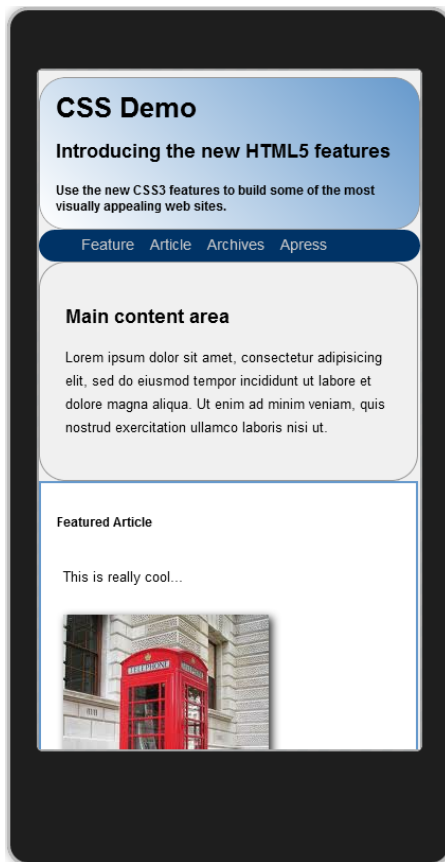 CSS Demo
Introducing the new HTML5 features
Use the new CSS3 features to build some of the most
visually appealing web sites.
Feature Article Archives Apress
Main content area
Lorem ipsum dolor sit amet, consectetur adipisicing
elit, sed do eiusmod tempor incididunt ut labore et
dolore magna aliqua. Ut enim ad minim veniam, quis
nostrud exercitation ullamco laboris nisi ut.
Featured Article
This is really cool...
TELEPHONE